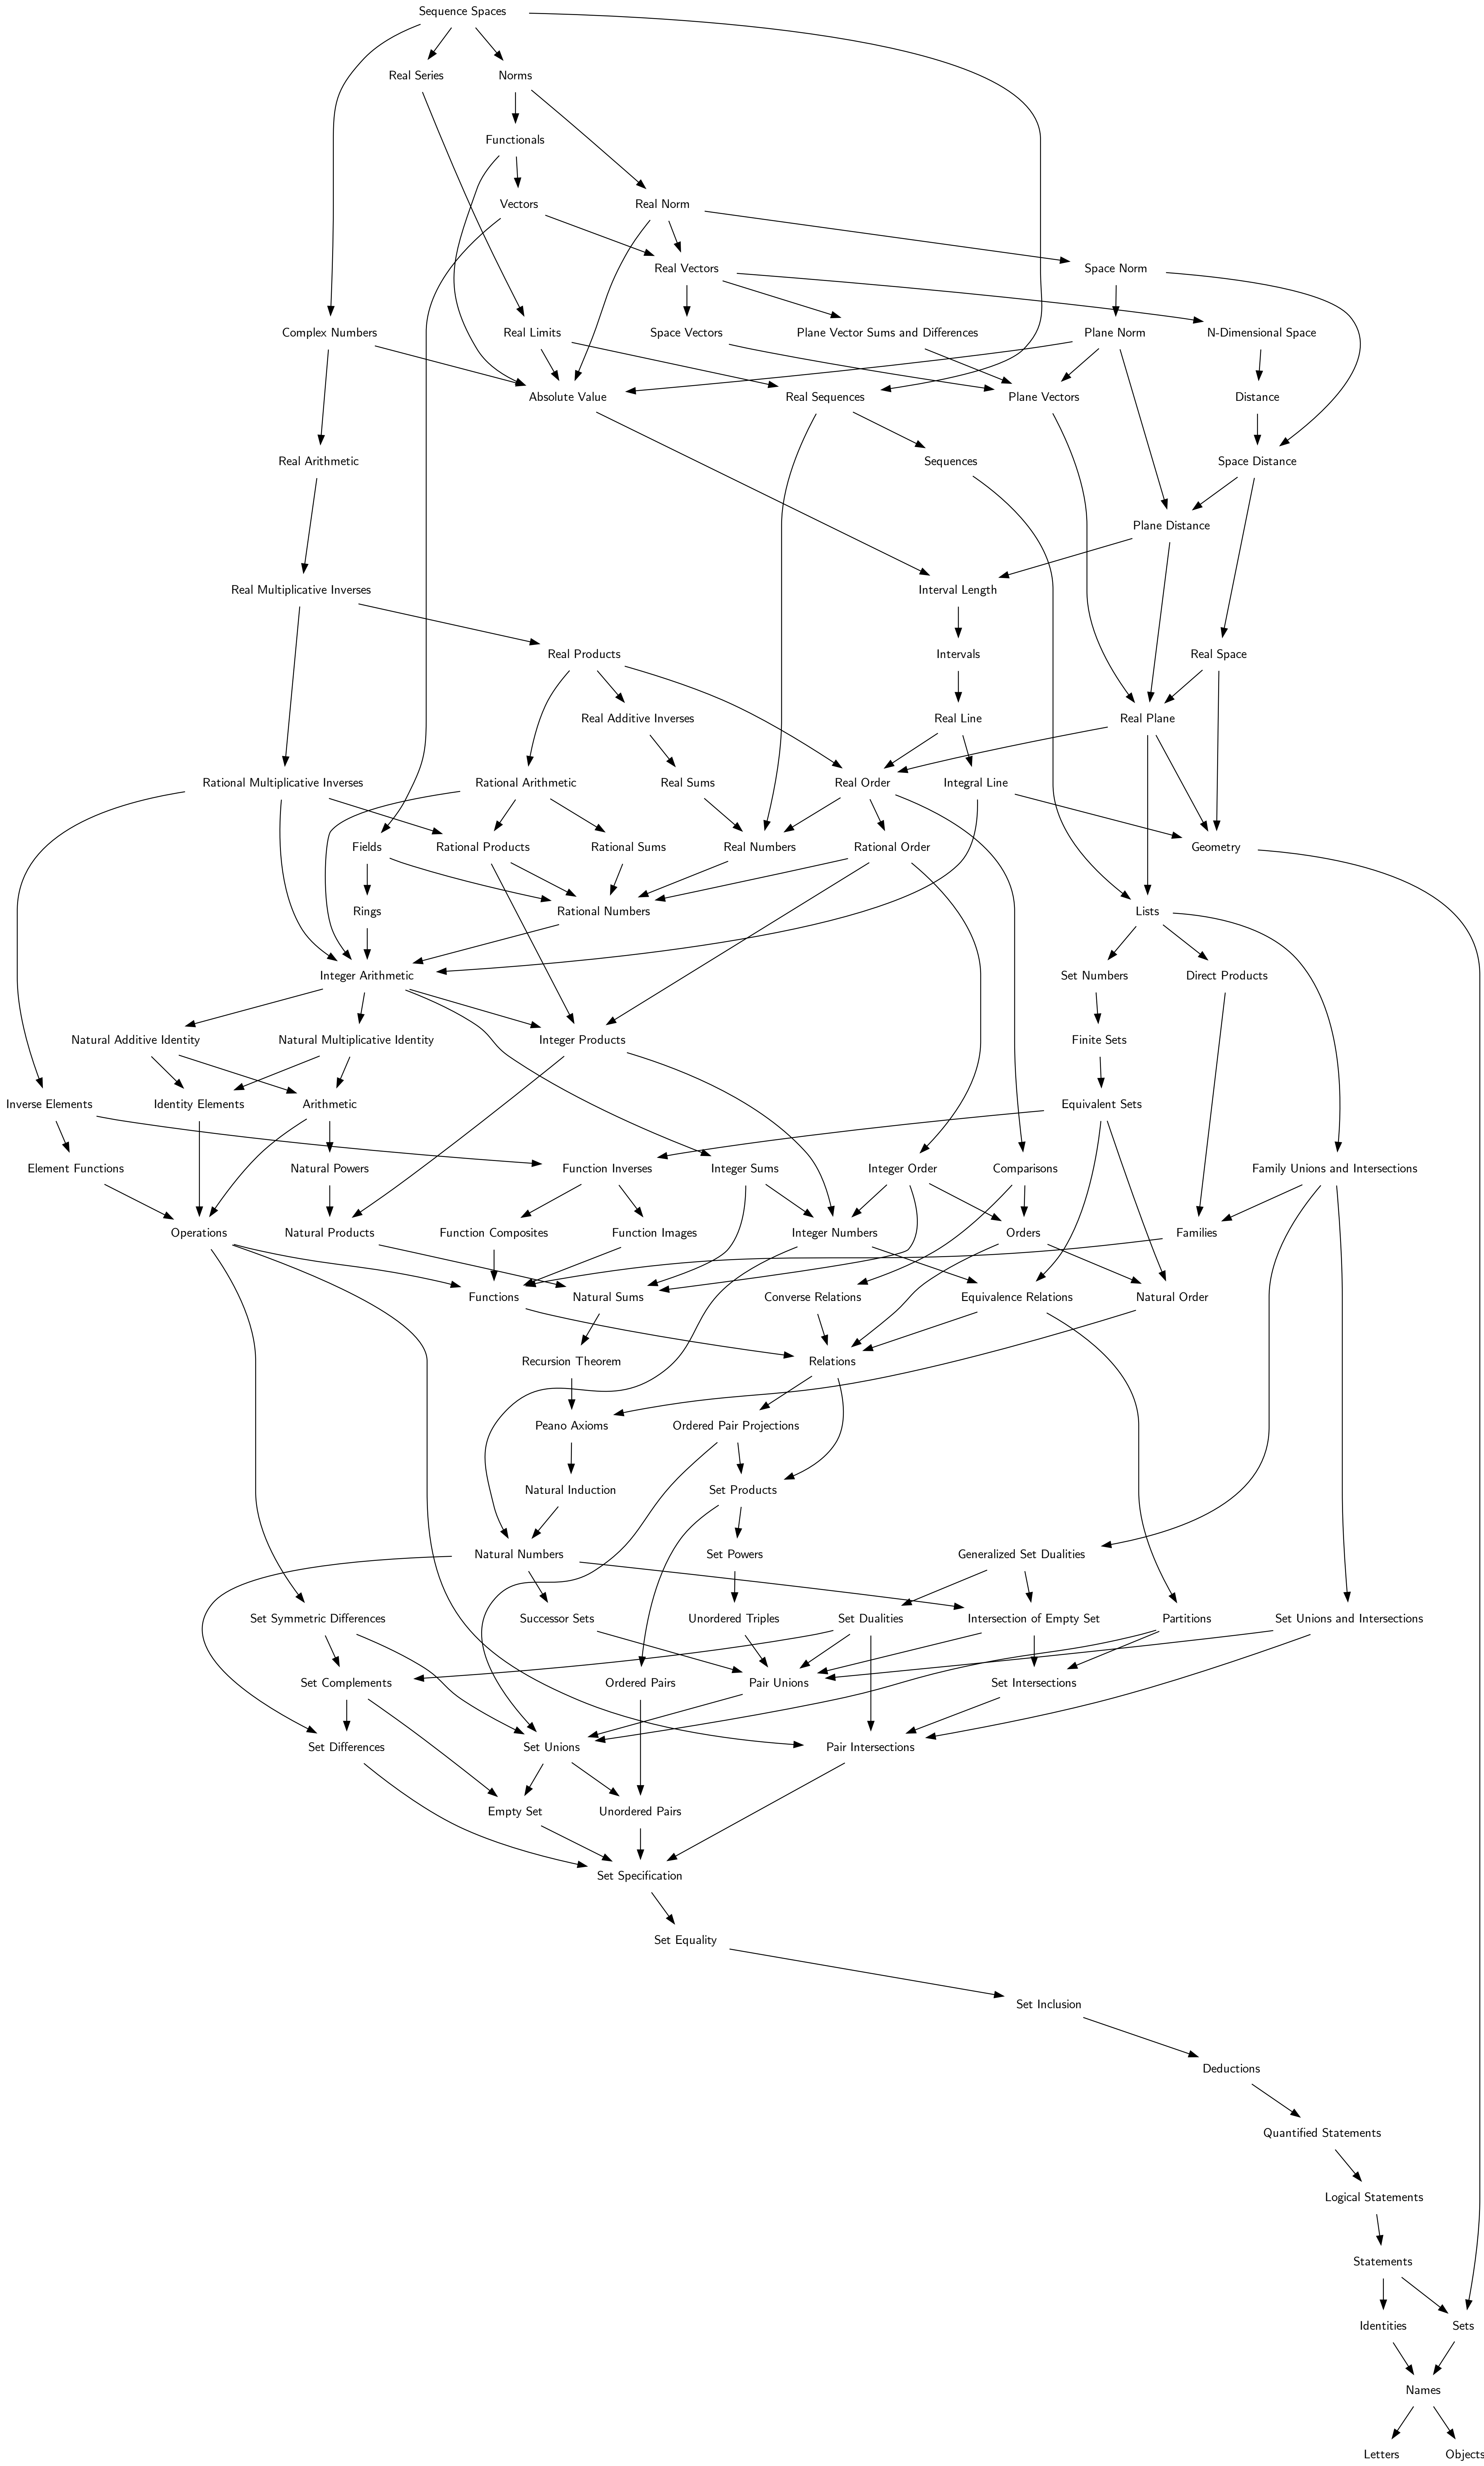 Sequence Spaces
Real Series
Norms
Functionals
Vectors
Real Norm
Real Vectors
Space Norm
Complex Numbers
Real Limits
Space Vectors
Plane Vector Sums and Differences
Plane Norm
N-Dimensional Space
Absolute Value
Real Sequences
Plane Vectors
Distance
Real Arithmetic
Sequences
Space Distance
Plane Distance
Real Multiplicative Inverses
Interval Length
Real Products
Intervals
Real Space
Real Additive Inverses
Real Line
Real Plane
Rational Multiplicative Inverses
Rational Arithmetic
Real Sums
Real Order
Integral Line
Fields
Rational Products
Rational Sums
Real Numbers
Rational Order
Geometry
Rings
Rational Numbers
Lists
Integer Arithmetic
Set Numbers
Direct Products
Natural Additive Identity
Natural Multiplicative Identity
Integer Products
Finite Sets
Inverse Elements
Identity Elements
Arithmetic
Equivalent Sets
Element Functions
Natural Powers
Function Inverses
Integer Sums
Integer Order
Comparisons
Family Unions and Intersections
Operations
Natural Products
Function Composites
Function Images
Integer Numbers
Orders
Families
Functions
Natural Sums
Converse Relations
Equivalence Relations
Natural Order
Recursion Theorem
Relations
Peano Axioms
Ordered Pair Projections
Natural Induction
Set Products
Natural Numbers
Set Powers
Generalized Set Dualities
Set Symmetric Differences
Successor Sets
Unordered Triples
Set Dualities
Intersection of Empty Set
Partitions
Set Unions and Intersections
Set Complements
Ordered Pairs
Pair Unions
Set Intersections
Set Differences
Set Unions
Pair Intersections
Empty Set
Unordered Pairs
Set Specification
Set Equality
Set Inclusion
Deductions
Quantified Statements
Logical Statements
Statements
Identities
Sets
Names
Letters
Objects